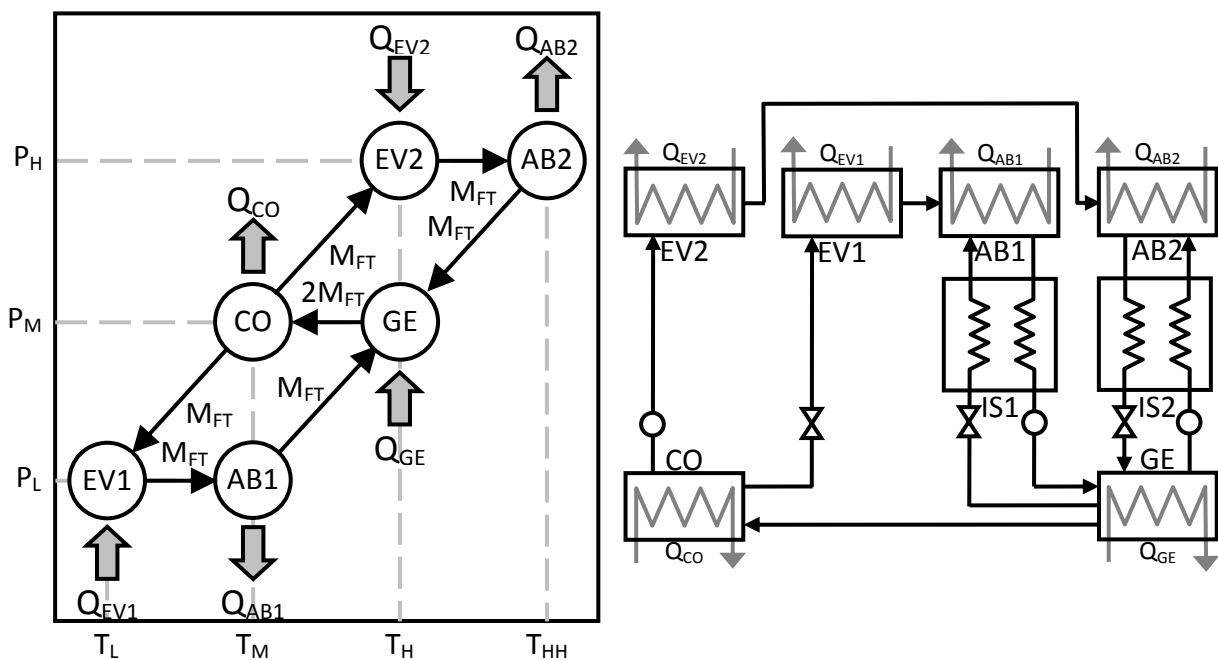 Q_EV2
Q_AB2
P_H
EV2
AB2
M_FT
Q_CO
M_FT
M_FT
2M_FT
P_M
CO
GE
M_FT
M_FT
M_FT
Q_GE
P_L
EV1
AB1
Q_EV1
Q_AB1
T_L
T_M
T_H
T_HH
Q_EV2
Q_EV1
Q_AB1
Q_AB2
EV2
EV1
AB1
AB2
IS1
IS2
CO
GE
Q_CO
Q_GE